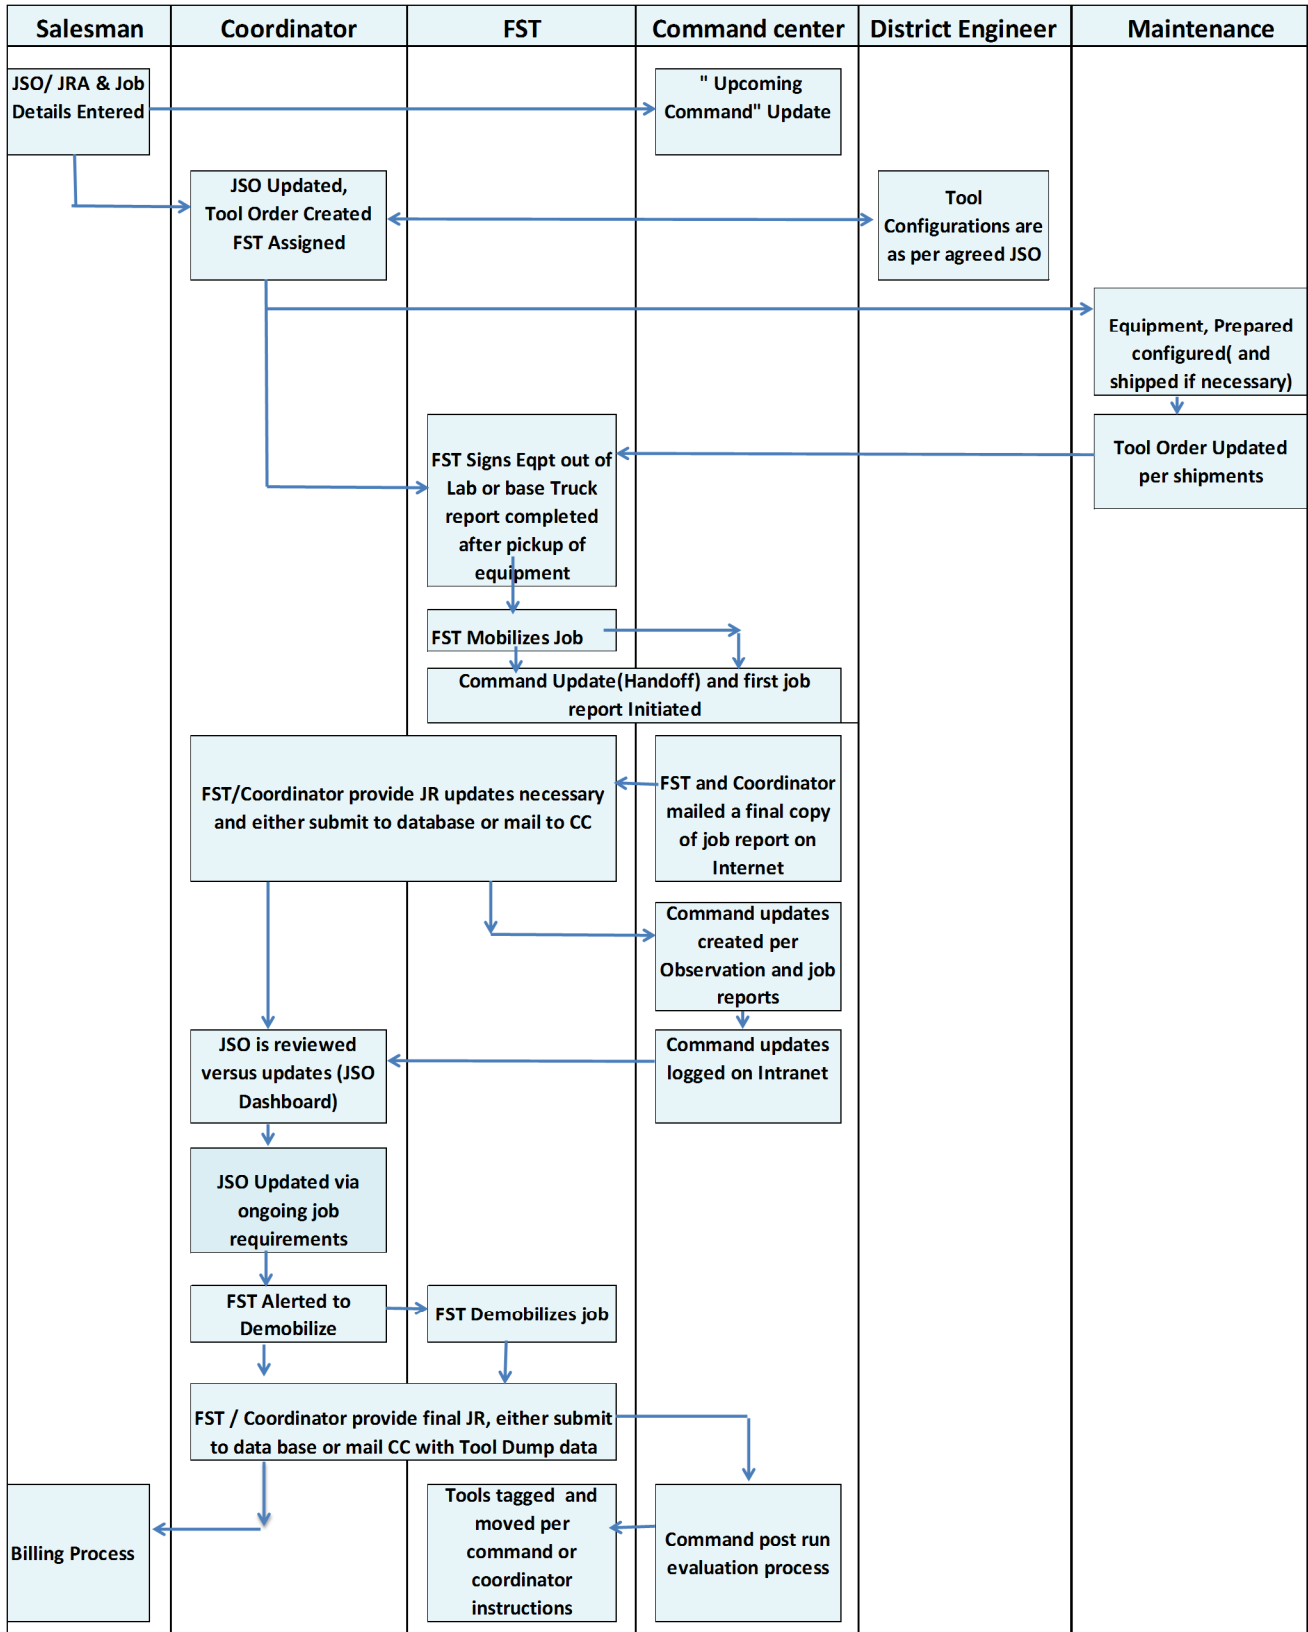 Salesman
Coordinator
FST
Command center
District Engineer
Maintenance
JSO/ JRA & Job
Details Entered
" Upcoming
Command" Update
JSO Updated,
Tool Order Created
FST Assigned
Tool
Configurations are
as per agreed JSO
Equipment, Prepared
configured( and
shipped if necessary)
FST Signs Eqpt out of
Lab or base Truck
report completed
after pickup of
equipment
Tool Order Updated
per shipments
FST Mobilizes Job
Command Update(Handoff) and first job
report Initiated
FST/Coordinator provide JR updates necessary
and either submit to database or mail to CC
FST and Coordinator
mailed a final copy
of job report on
Internet
Command updates
created per
Observation and job
reports
JSO is reviewed
versus updates (JSO
Dashboard)
Command updates
logged on Intranet
JSO Updated via
ongoing job
requirements
FST Alerted to
Demobilize
FST Demobilizes job
FST / Coordinator provide final JR, either submit
to data base or mail CC with Tool Dump data
Billing Process
Tools tagged  and
moved per
command or
coordinator
instructions
Command post run
evaluation process